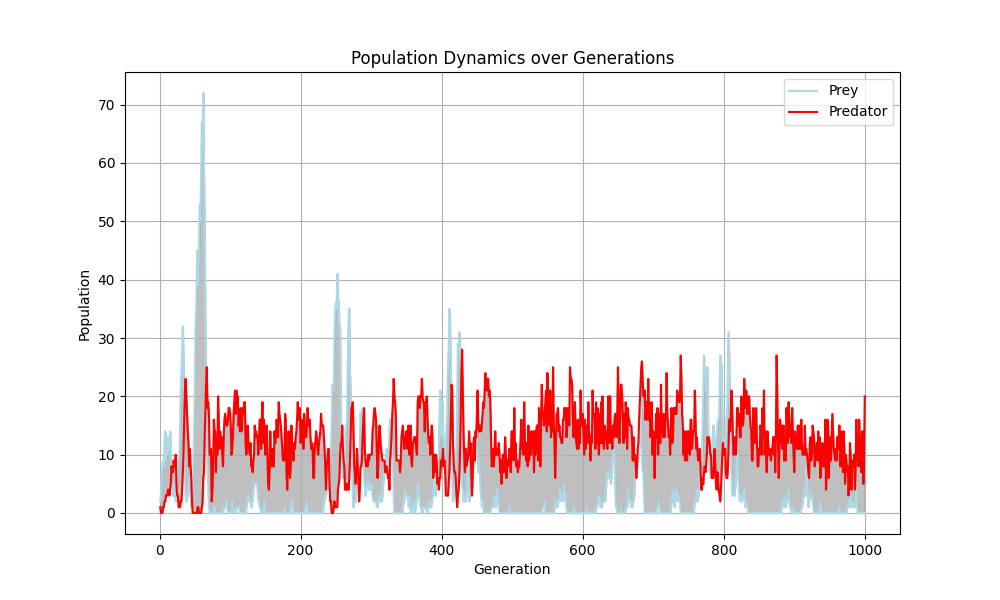 Population Dynamics over Generations
Prey
Predator
Population
70
60
50
40
30
20
10
0
0 200 400 600 800 1000
Generation